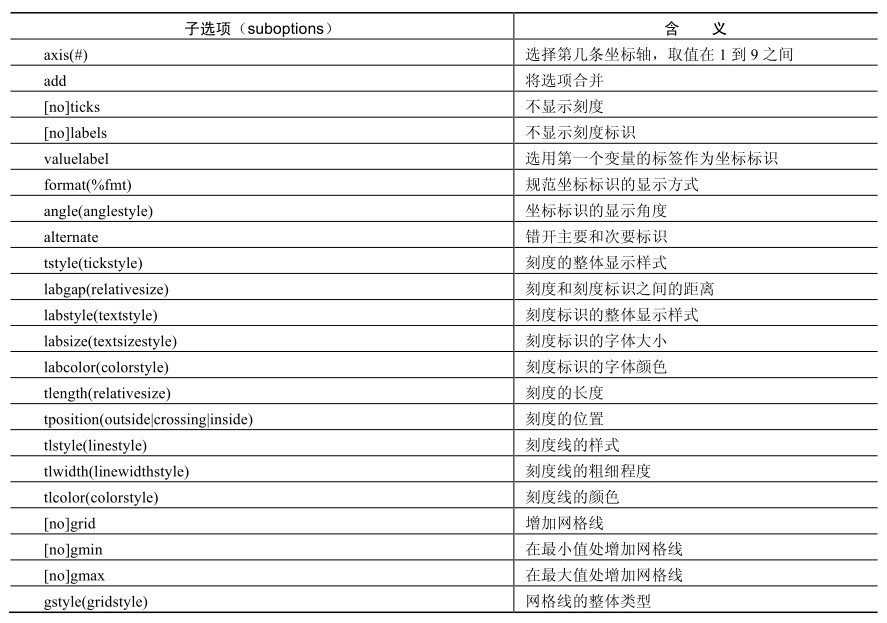 子选项（suboptions） 含 义
axis(#) 选择第几条坐标轴，取值在 1 到 9 之间
add 将选项合并
[no]ticks 不显示刻度
[no]labels 不显示刻度标识
valuelabel 选用第一个变量的标签作为坐标标识
format(%fmt) 规范坐标标识的显示方式
angle(anglestyle) 坐标标识的显示角度
alternate 错开主要和次要标识
tstyle(tickstyle) 刻度的整体显示样式
labgap(relativesize) 刻度和刻度标识之间的距离
labstyle(textstyle) 刻度标识的整体显示样式
labsize(textsizestyle) 刻度标识的字体大小
labcolor(colorstyle) 刻度标识的字体颜色
tlength(relativesize) 刻度的长度
tposition(outside|crossing|inside) 刻度的位置
tlstyle(linestyle) 刻度线的样式
tlwidth(linewidthstyle) 刻度线的粗细程度
tlcolor(colorstyle) 刻度线的颜色
[no]grid 增加网格线
[no]gmin 在最小值处增加网格线
[no]gmax 在最大值处增加网格线
gstyle(gridstyle) 网格线的整体类型